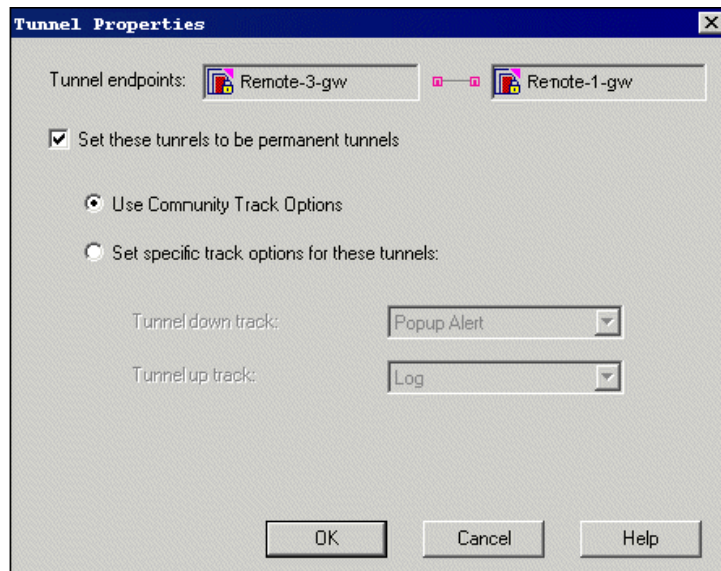 Tunnel Properties
Tunnel endpoints: Remote-3-gw Remote-1-gw
Set these tunnels to be permanent tunnels
Use Community Track Options
Set specific track options for these tunnels:
Tunnel down track: Popup Alert
Tunnel up track: Log
OK Cancel Help